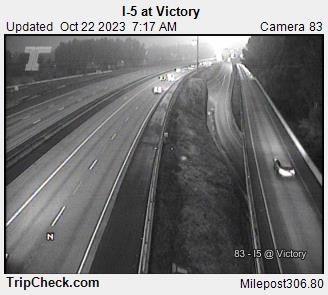 I-5 at Victory
Updated Oct 22 2023 7:17 AM Camera 83
T
N
83 - I5 @ Victory
TripCheck.com Milepost306.80